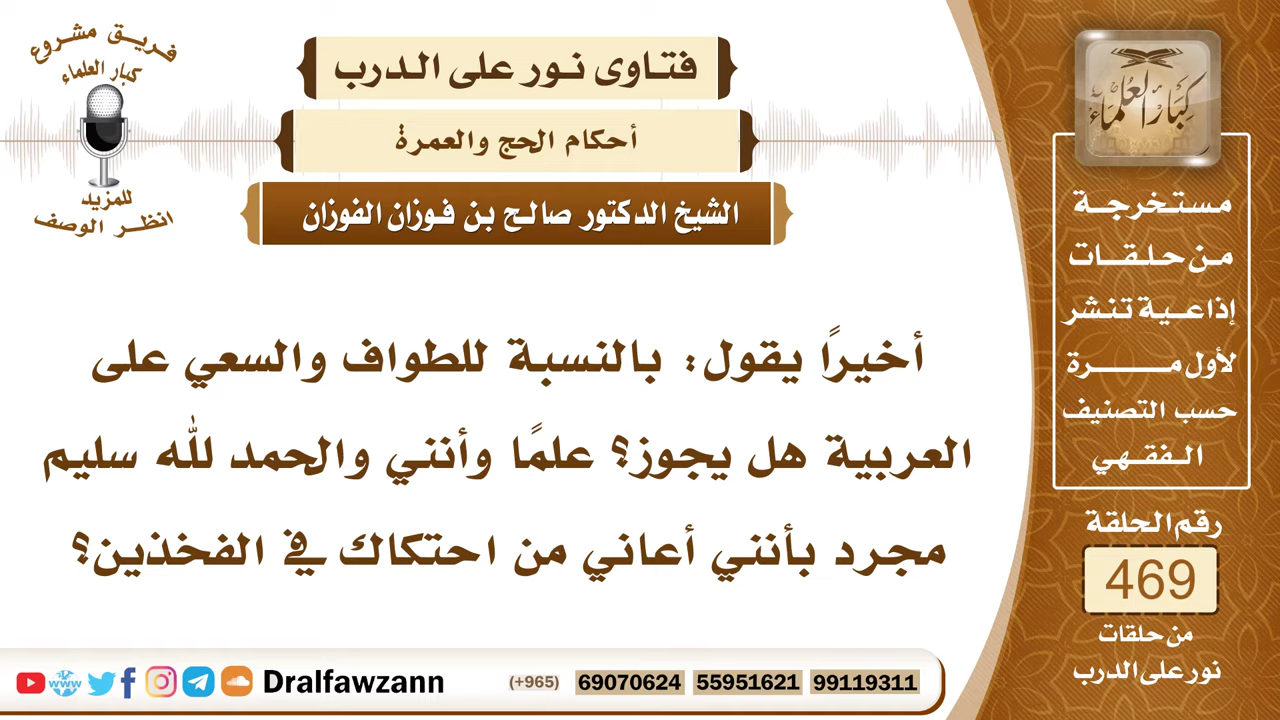 فريق مشروع
كبار العلماء
للمزيد
انظر الوصف
فتاوى نور على الدرب
أحكام الحج والعمرة
الشيخ الدكتور صالح بن فوزان الفوزان
أخيرًا يقول: بالنسبة للطواف والسعي على
العربية هل يجوز؟ علمًا وأنني والحمد لله سليم
مجرد بأنني أعاني من احتكاك في الفخذين؟
كبار العلماء
مستخرجة
من حلقات
إذاعية تنشر
لأول مرة
حسب التصنيف
الفقهي
رقم الحلقة
469
من حلقات
نور على الدرب
www
Dralfawzann
(+965) 69070624 55951621 99119311